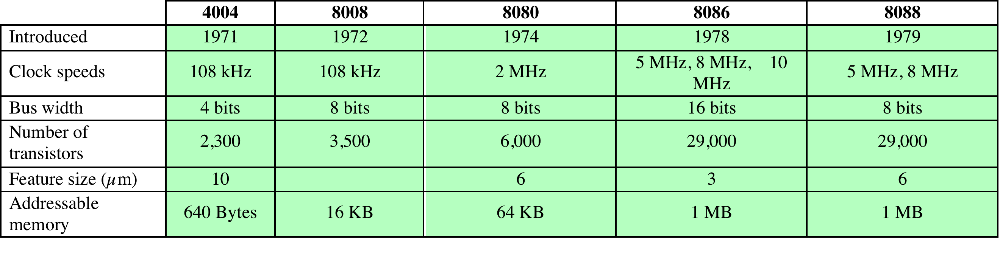 4004 8008 8080 8086 8088
Introduced 1971 1972 1974 1978 1979
Clock speeds 108 kHz 108 kHz 2 MHz 5 MHz, 8 MHz, 10
MHz 5 MHz, 8 MHz
Bus width 4 bits 8 bits 8 bits 16 bits 8 bits
Number of
transistors 2,300 3,500 6,000 29,000 29,000
Feature size (µm) 10 6 3 6
Addressable
memory 640 Bytes 16 KB 64 KB 1 MB 1 MB